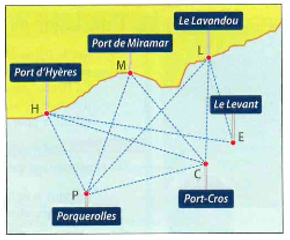 Le Lavandou
Port de Miramar
L
Port d'Hyères
M
Le Levant
H
E
C
P
Port-Cros
Porquerolles